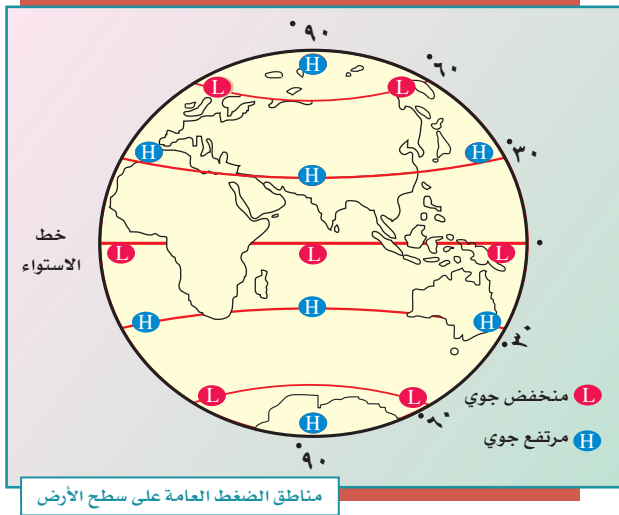 °٩٠
H
°٦٠
L
L
°٣٠
H
H
H
خط
الاستواء
٠
L
L
L
H
H
H
°٣٠
L
L
°٦٠
H
°٩٠
L منخفض جوي
H مرتفع جوي
مناطق الضغط العامة على سطح الأرض